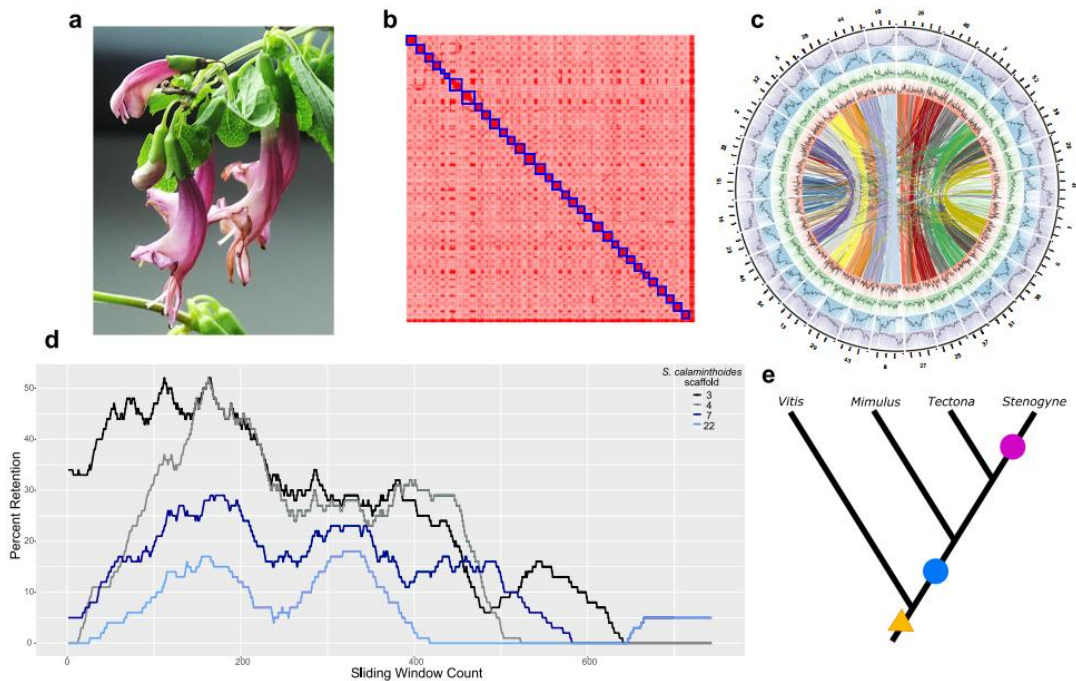 a
b
c
d
S. calaminthoides
scaffold
3
4
7
22
50
40
30
20
10
0
Percent Retention
0
200
400
600
Sliding Window Count
e
Vitis
Mimulus
Tectona
Stenogyne